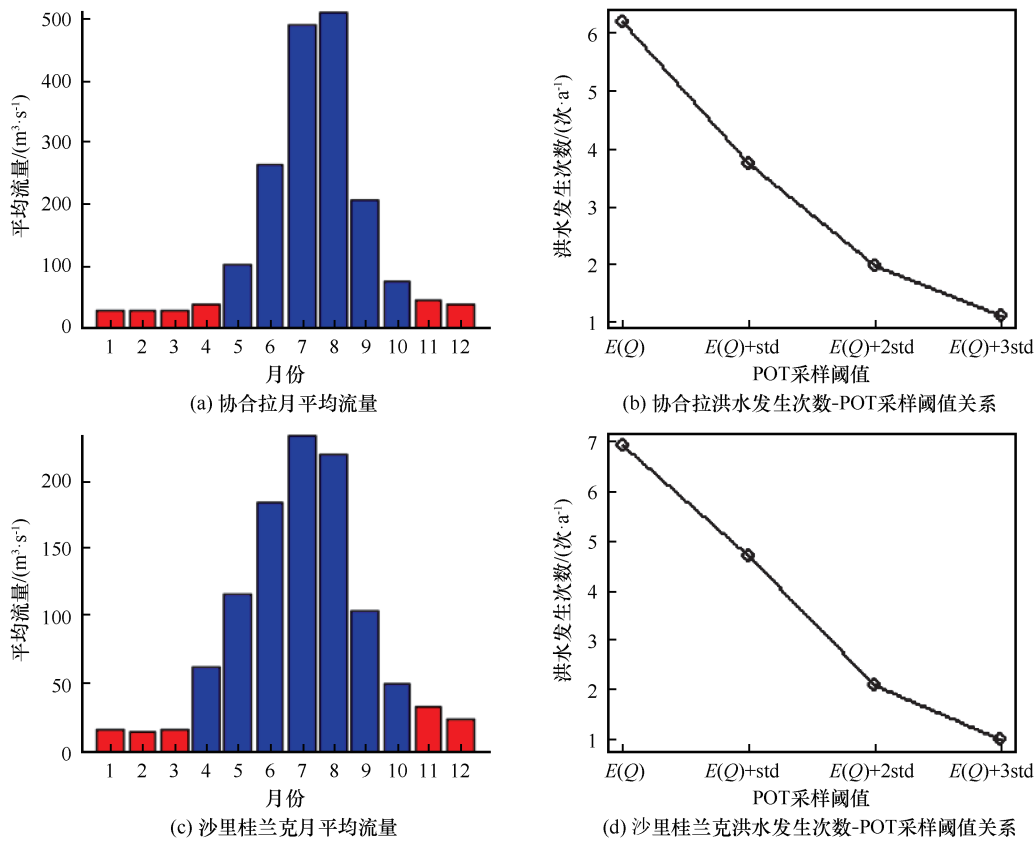 500
400
300
200
100
0
平均流量/(m³·s⁻¹)
1 2 3 4 5 6 7 8 9 10 11 12
月份
(a) 协合拉月平均流量
6
1
4
3
2
1
洪水发生次数/(次·a⁻¹)
E(Q) E(Q)+std E(Q)+2std E(Q)+3std
POT采样阈值
(b) 协合拉洪水发生次数-POT采样阈值关系
200
150
100
50
0
平均流量/(m³·s⁻¹)
1 2 3 4 5 6 7 8 9 10 11 12
月份
(c) 沙里桂兰克月平均流量
7
6
5
4
3
2
1
洪水发生次数/(次·a⁻¹)
E(Q) E(Q)+std E(Q)+2std E(Q)+3std
POT采样阈值
(d) 沙里桂兰克洪水发生次数-POT采样阈值关系